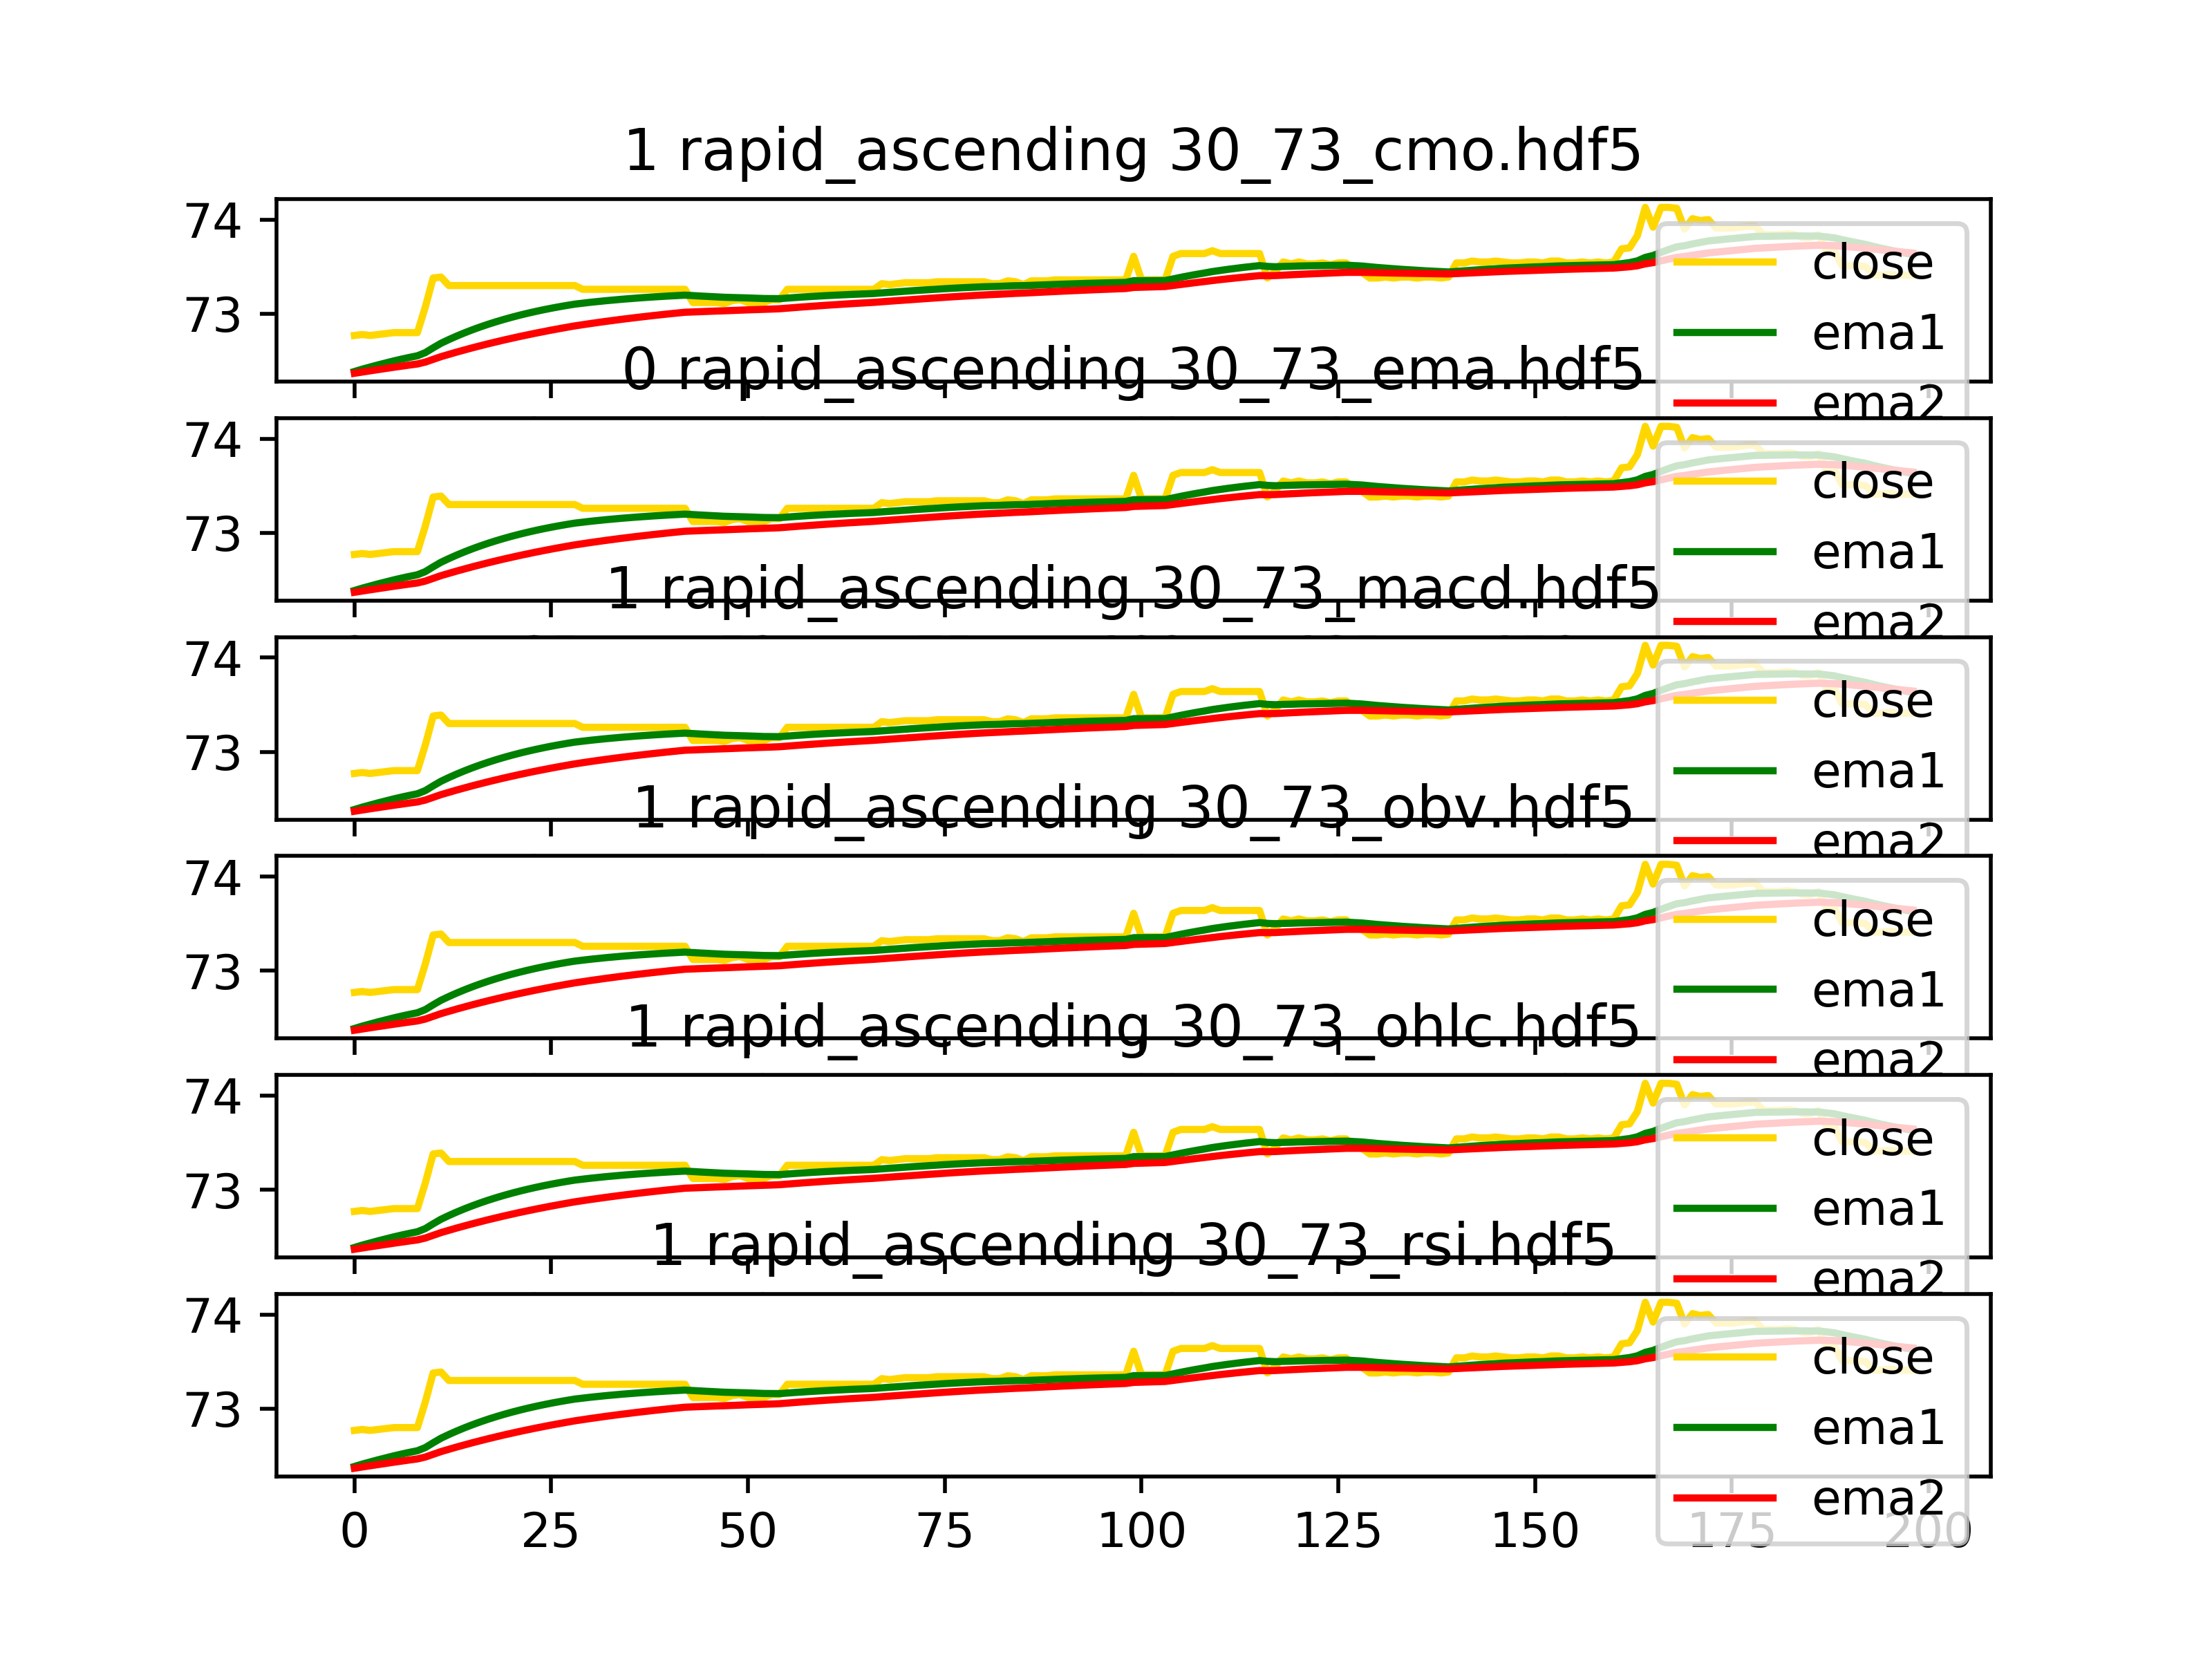 1 rapid_ascending 30_73_cmo.hdf5
74
73
close
ema1
ema2
0 rapid_ascending 30_73_ema.hdf5
74
73
close
ema1
ema2
1 rapid_ascending 30_73_macd.hdf5
74
73
close
ema1
ema2
1 rapid_ascending 30_73_obv.hdf5
74
73
close
ema1
ema2
1 rapid_ascending 30_73_ohlc.hdf5
74
73
close
ema1
ema2
1 rapid_ascending 30_73_rsi.hdf5
74
73
close
ema1
ema2
0 25 50 75 100 125 150 175 200